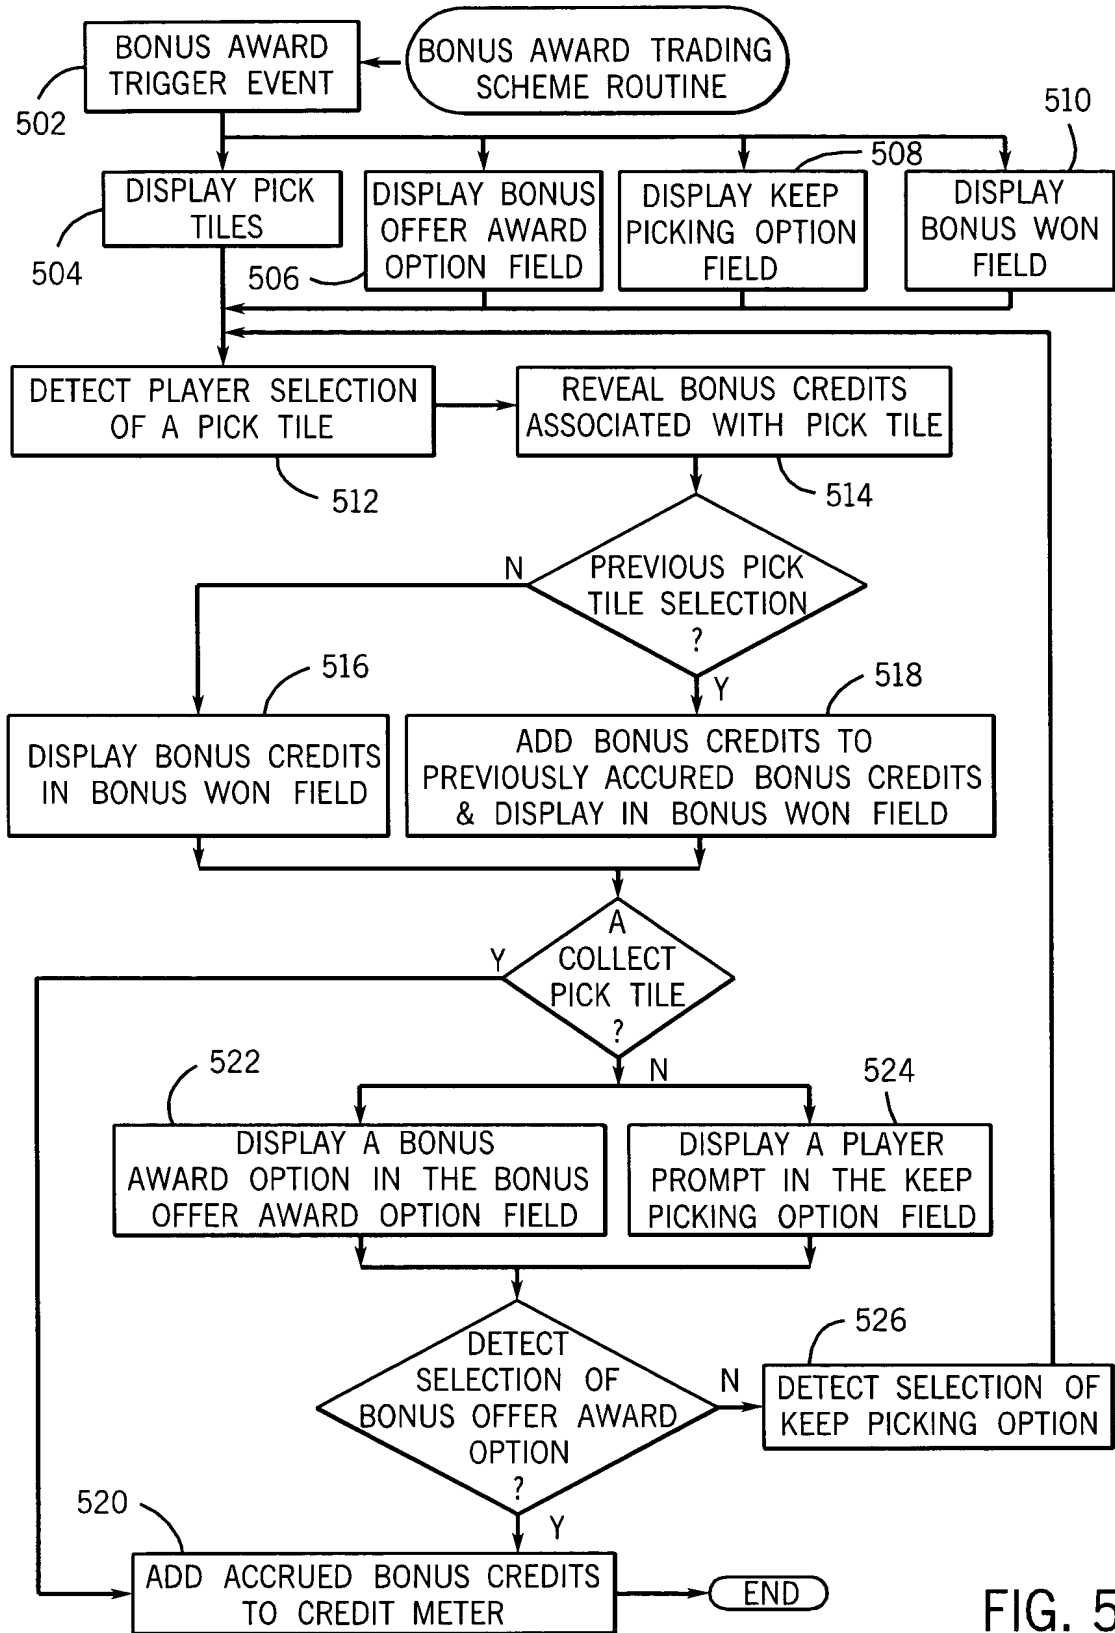 BONUS AWARD
TRIGGER EVENT
502
BONUS AWARD TRADING
SCHEME ROUTINE
510
508
DISPLAY PICK
TILES
504
DISPLAY BONUS
OFFER AWARD
OPTION FIELD
506
DISPLAY KEEP
PICKING OPTION
FIELD
DISPLAY
BONUS WON
FIELD
DETECT PLAYER SELECTION
OF A PICK TILE
512
REVEAL BONUS CREDITS
ASSOCIATED WITH PICK TILE
514
N
PREVIOUS PICK
TILE SELECTION
?
Y
516
518
DISPLAY BONUS CREDITS
IN BONUS WON FIELD
ADD BONUS CREDITS TO
PREVIOUSLY ACCURED BONUS CREDITS
& DISPLAY IN BONUS WON FIELD
Y
A
COLLECT
PICK TILE
?
N
522
524
DISPLAY A BONUS
AWARD OPTION IN THE BONUS
OFFER AWARD OPTION FIELD
DISPLAY A PLAYER
PROMPT IN THE KEEP
PICKING OPTION FIELD
DETECT
SELECTION OF
BONUS OFFER AWARD
OPTION
?
N
526
DETECT SELECTION OF
KEEP PICKING OPTION
520
Y
ADD ACCRUED BONUS CREDITS
TO CREDIT METER
END
FIG. 5